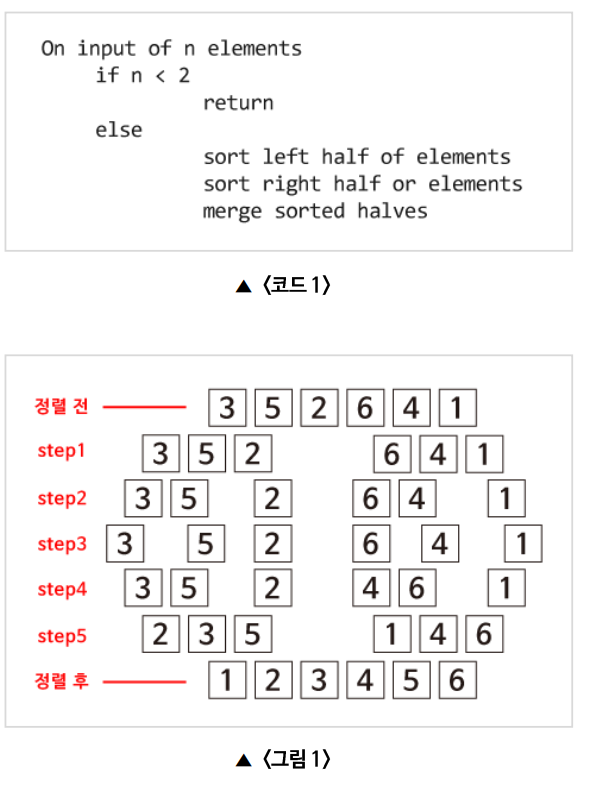 On input of n elements
if n < 2
return
else
sort left half of elements
sort right half or elements
merge sorted halves
▲ 〈코드 1〉
정렬 전 3 5 2 6 4 1
step1 3 5 2 6 4 1
step2 3 5 2 6 4 1
step3 3 5 2 6 4 1
step4 3 5 2 4 6 1
step5 2 3 5 1 4 6
정렬 후 1 2 3 4 5 6
▲ 〈그림 1〉